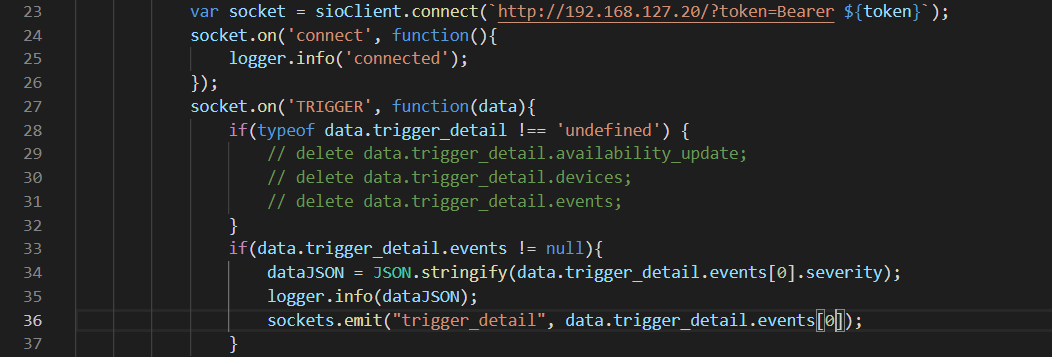 23 var socket = sioClient.connect(`http://192.168.127.20/?token=Bearer ${token}`);
24 socket.on('connect', function(){
25 logger.info('connected');
26 });
27 socket.on('TRIGGER', function(data){
28 if(typeof data.trigger_detail !== 'undefined') {
29 // delete data.trigger_detail.availability_update;
30 // delete data.trigger_detail.devices;
31 // delete data.trigger_detail.events;
32 }
33 if(data.trigger_detail.events != null){
34 dataJSON = JSON.stringify(data.trigger_detail.events[0].severity);
35 logger.info(dataJSON);
36 sockets.emit("trigger_detail", data.trigger_detail.events[0]);
37 }